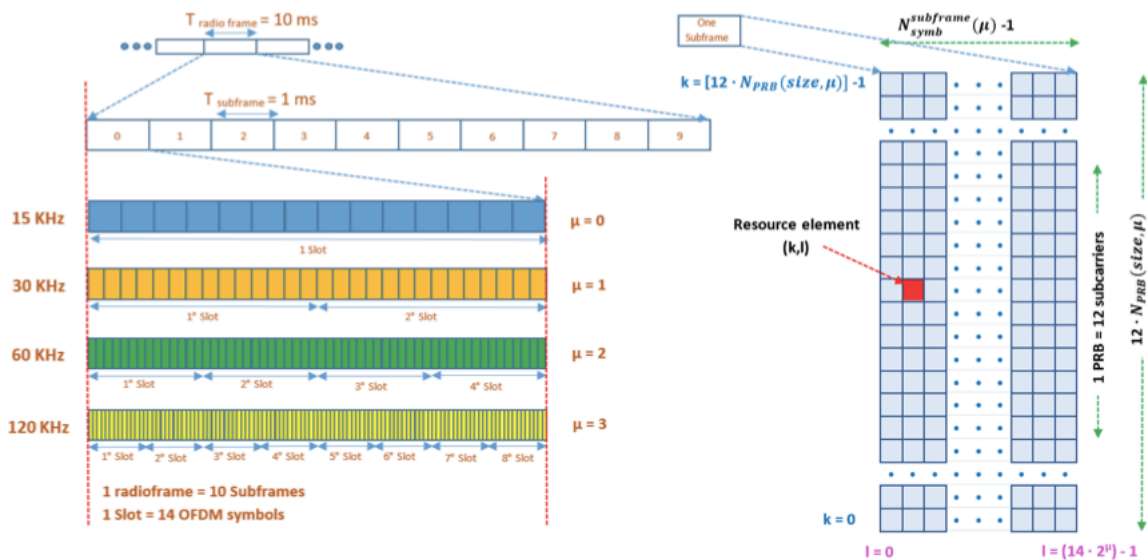 T radio frame = 10 ms
T subframe = 1 ms
0 1 2 3 4 5 6 7 8 9
15 KHz
µ = 0
1 Slot
30 KHz
µ = 1
1° Slot 2° Slot
60 KHz
µ = 2
1° Slot 2° Slot 3° Slot 4° Slot
120 KHz
µ = 3
1° Slot 2° Slot 3° Slot 4° Slot 5° Slot 6° Slot 7° Slot 8° Slot
1 radioframe = 10 Subframes
1 Slot = 14 OFDM symbols
One
Subframe
N_symb^subframe(µ) -1
k = [12 · N_PRB(size,µ)] -1
Resource element
(k,l)
1 PRB = 12 subcarriers
12 · N_PRB(size,µ)
k = 0
l = 0
l = (14 · 2^µ) - 1